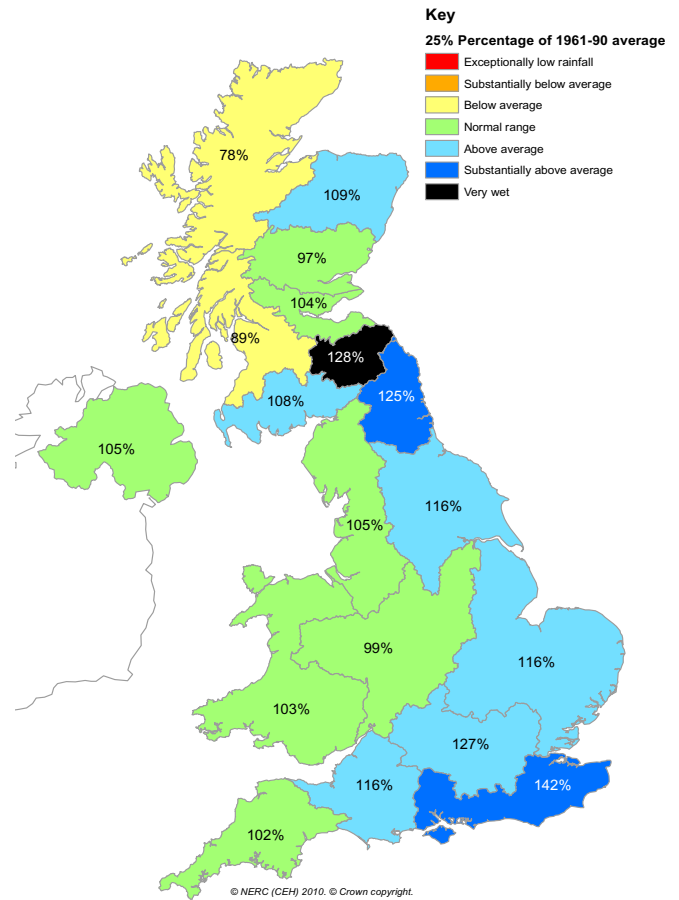 Key
25% Percentage of 1961-90 average
Exceptionally low rainfall
Substantially below average
Below average
Normal range
Above average
Substantially above average
Very wet
78%
109%
97%
104%
89%
128%
108%
125%
105%
116%
105%
99%
116%
103%
127%
116%
142%
102%
© NERC (CEH) 2010. © Crown copyright.